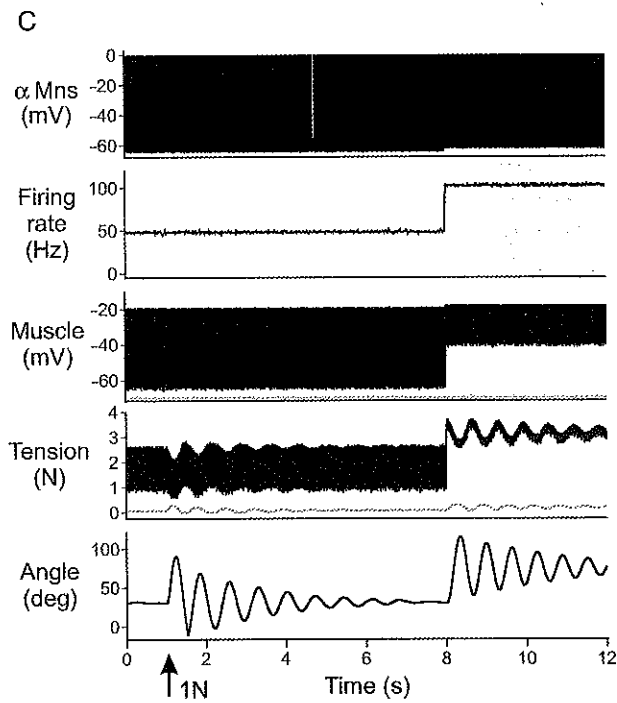 C
α Mns
(mV)
0
-20
-40
-60
Firing
rate
(Hz)
100
50
0
Muscle
(mV)
-20
-40
-60
Tension
(N)
4
3
2
1
0
Angle
(deg)
100
50
0
0 2 4 6 8 10 12
1N Time (s)